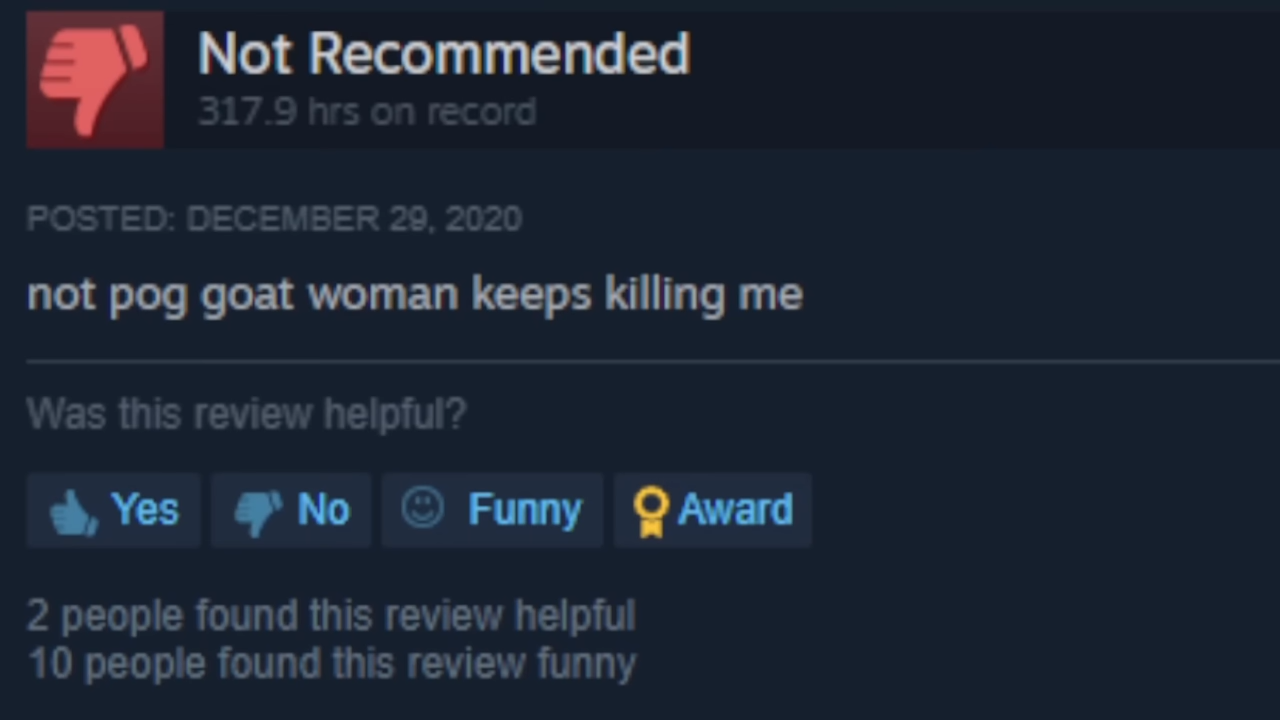 Not Recommended
317.9 hrs on record
POSTED: DECEMBER 29, 2020
not pog goat woman keeps killing me
Was this review helpful?
Yes No Funny Award
2 people found this review helpful
10 people found this review funny